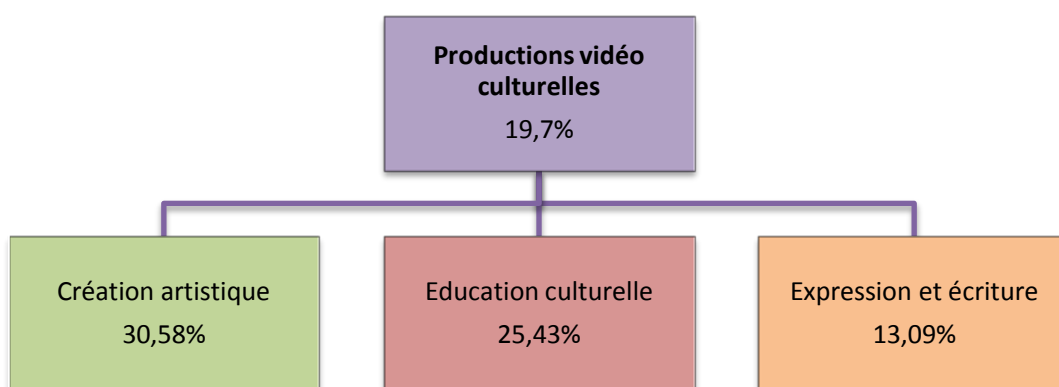 Productions vidéo
culturelles
19,7%
Création artistique
30,58%
Education culturelle
25,43%
Expression et écriture
13,09%